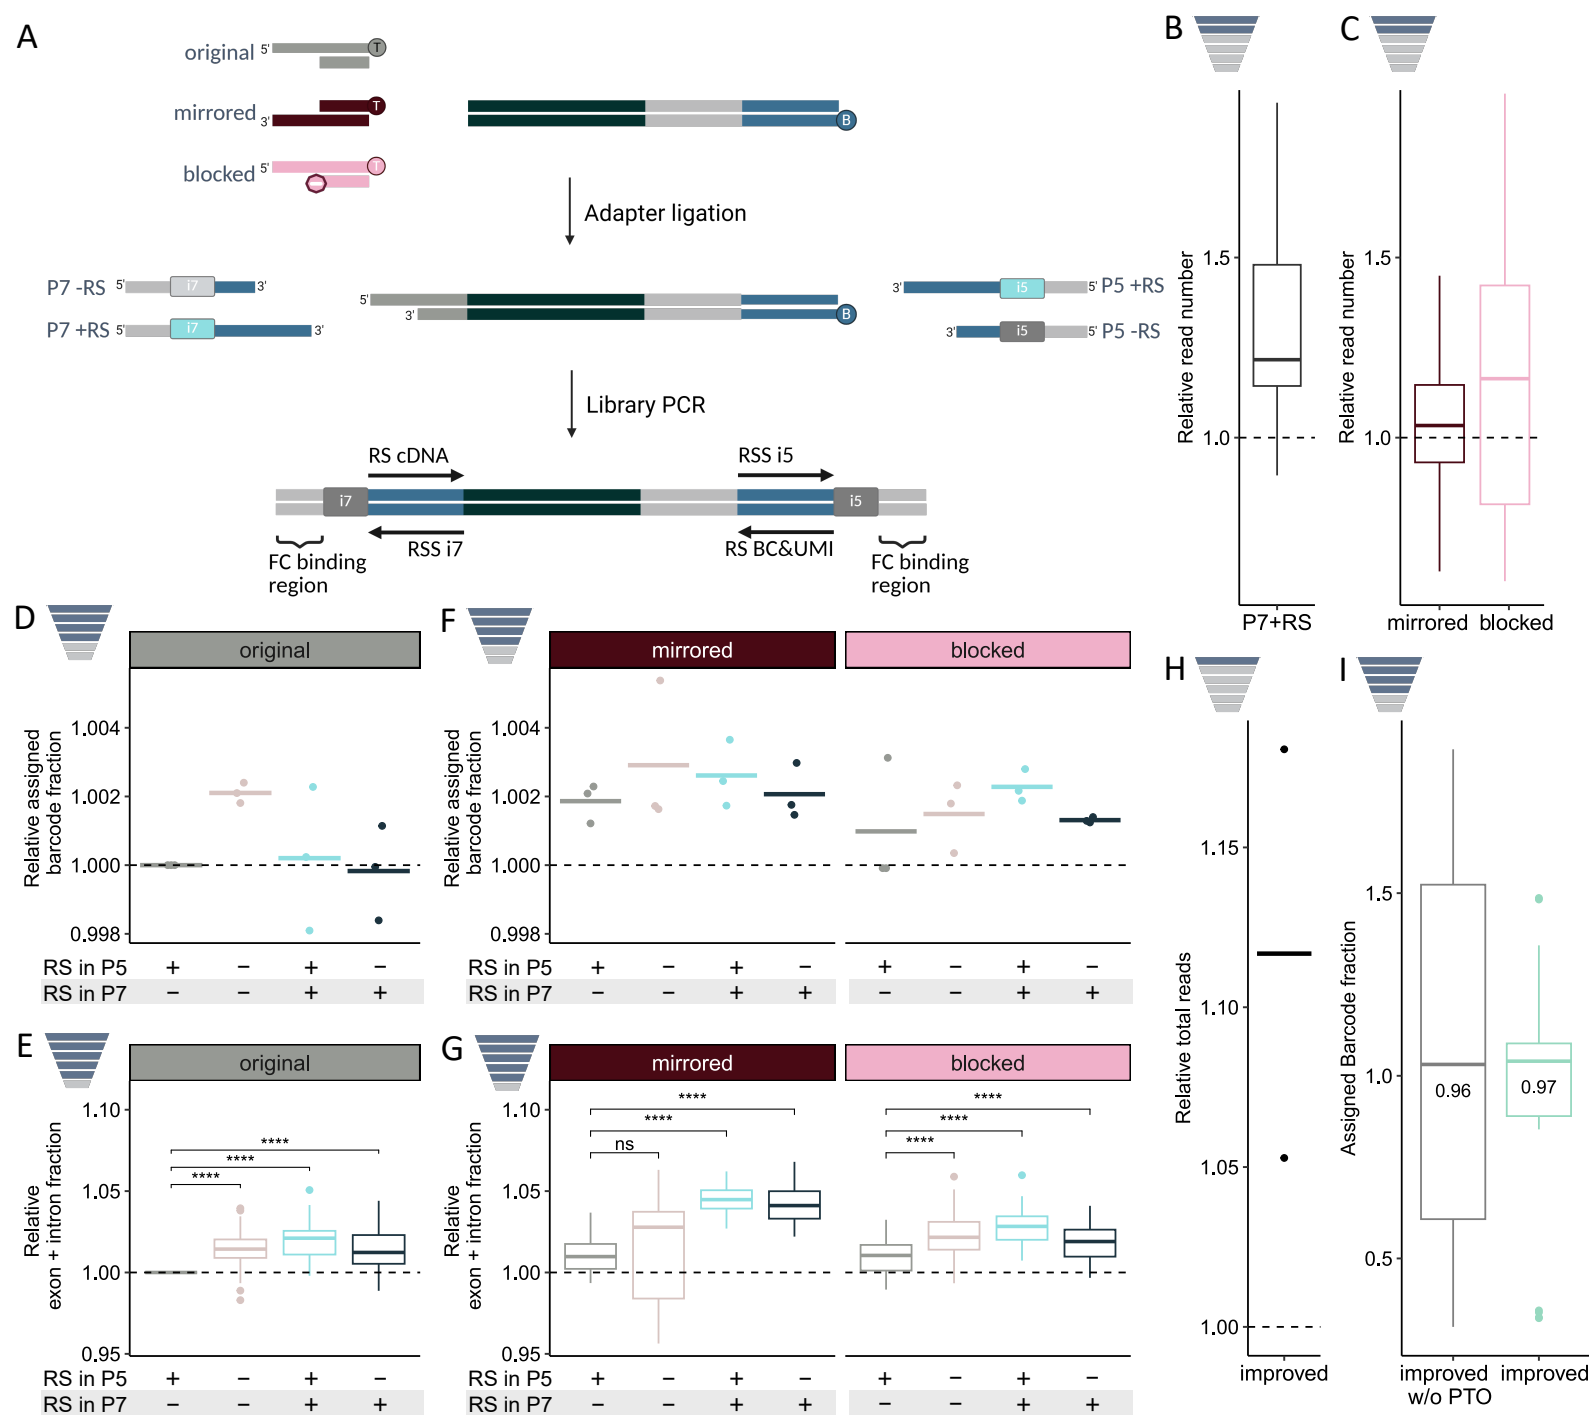 A
original 5' T
mirrored 3' T
blocked 5' T
B
Adapter ligation
P7 -RS 5' i7 3'
P7 +RS 5' i7 3'
5'
3' B
3' i5 5' P5 +RS
3' i5 5' P5 -RS
Library PCR
RS cDNA RSS i5
i7 i5
RSS i7 RS BC&UMI
FC binding
region
FC binding
region
B
Relative read number
1.5
1.0
P7+RS
C
Relative read number
1.5
1.0
mirrored blocked
D
original
Relative assigned
barcode fraction
1.004
1.002
1.000
0.998
RS in P5 + − + −
RS in P7 − − + +
F
mirrored blocked
Relative assigned
barcode fraction
1.004
1.002
1.000
0.998
RS in P5 + − + − + − + −
RS in P7 − − + + − − + +
E
original
Relative
exon + intron fraction
1.10
1.05
1.00
0.95
****
****
****
RS in P5 + − + −
RS in P7 − − + +
G
mirrored blocked
Relative
exon + intron fraction
1.10
1.05
1.00
0.95
****
****
ns
****
****
****
RS in P5 + − + − + − + −
RS in P7 − − + + − − + +
H
Relative total reads
1.15
1.10
1.05
1.00
improved
I
Assigned Barcode fraction
1.5
1.0
0.5
0.96 0.97
improved improved
w/o PTO